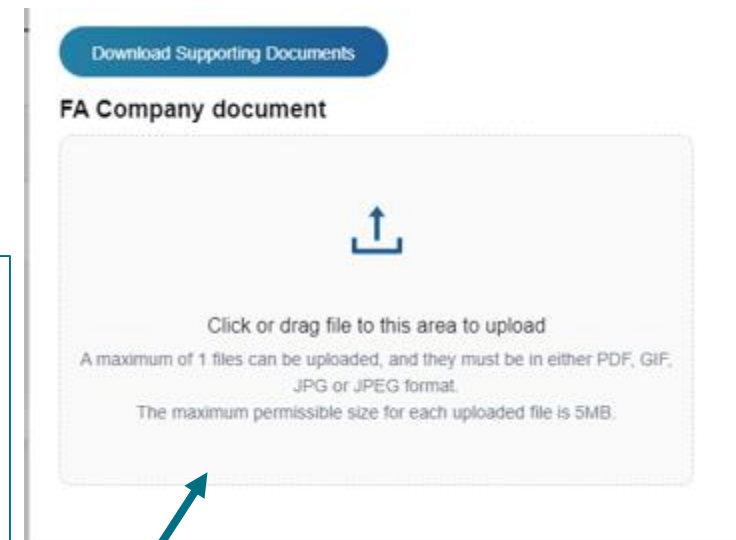 Download Supporting Documents
FA Company document
Click or drag file to this area to upload
A maximum of 1 files can be uploaded, and they must be in either PDF, GIF,
JPG or JPEG format.
The maximum permissible size for each uploaded file is 5MB.